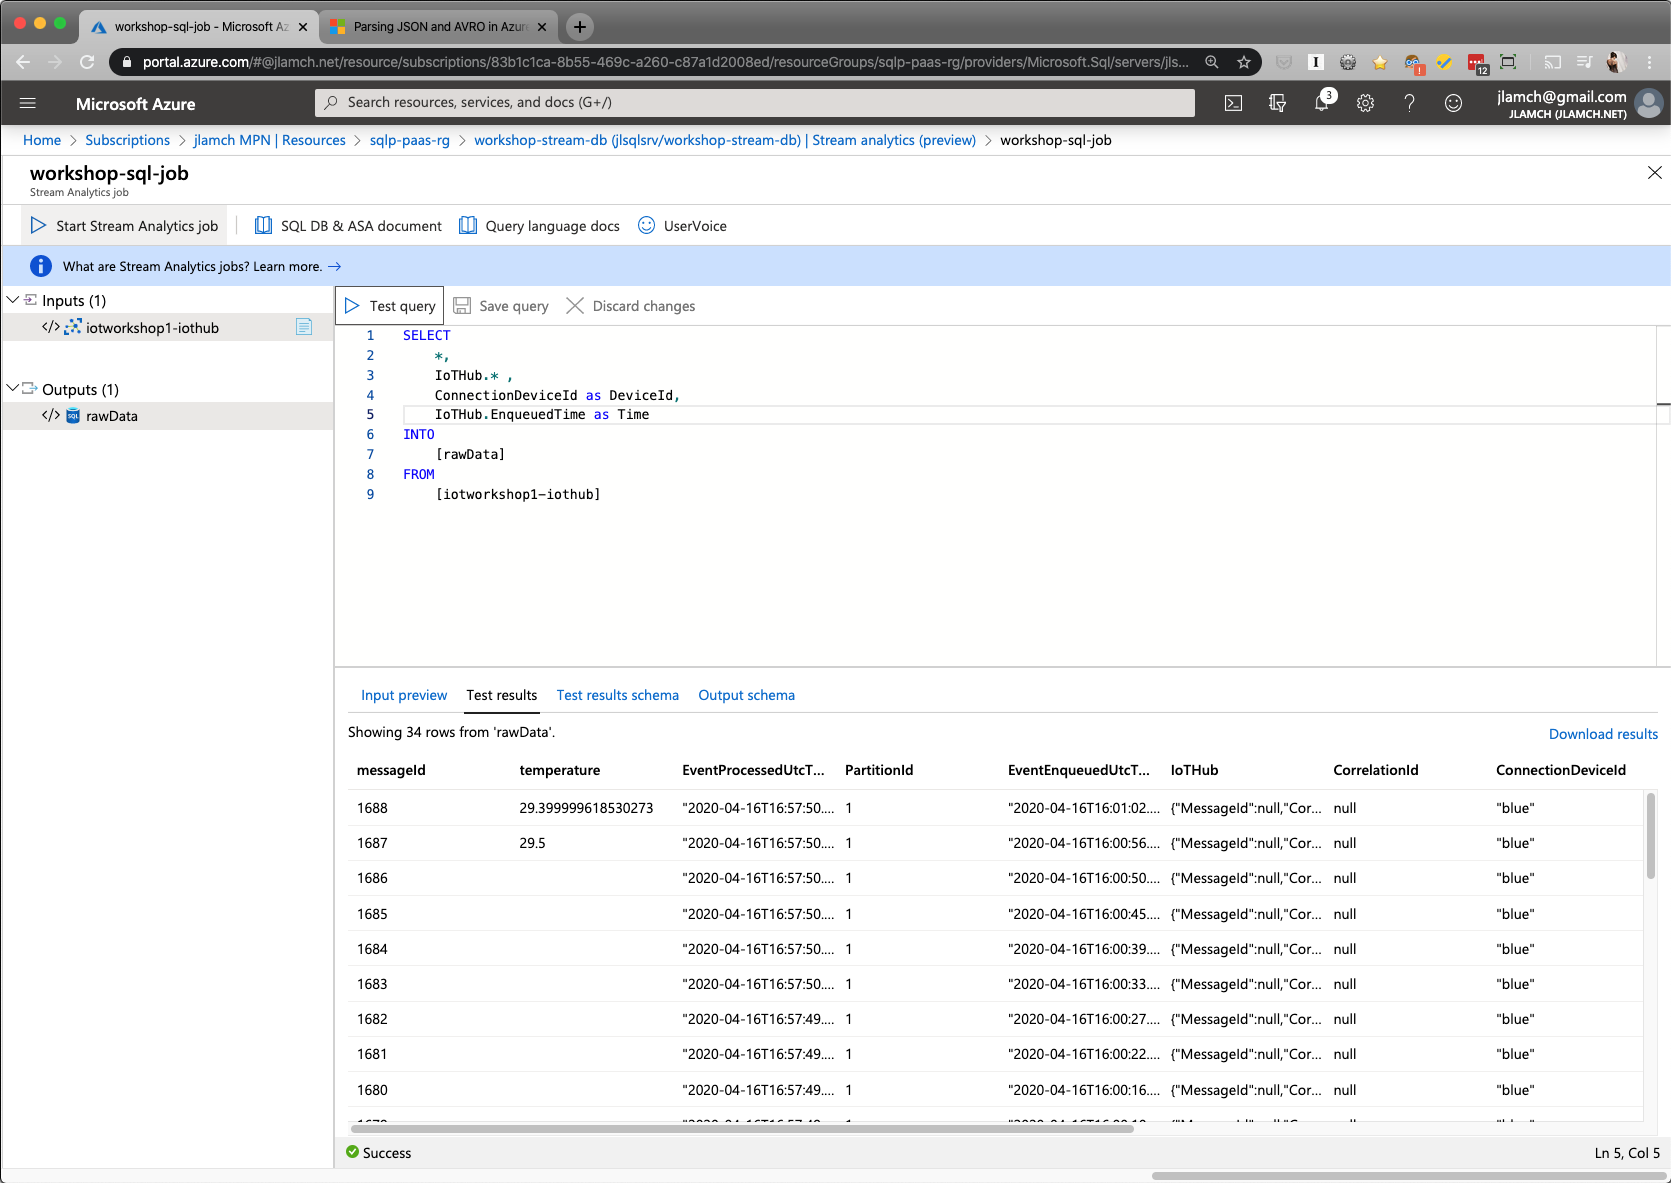 workshop-sql-job - Microsoft Az
Parsing JSON and AVRO in Azure
portal.azure.com/#@jlamch.net/resource/subscriptions/83b1c1ca-8b55-469c-a260-c87a1d2008ed/resourceGroups/sqlp-paas-rg/providers/Microsoft.Sql/servers/jls...
12
Microsoft Azure
Search resources, services, and docs (G+/)
3
jlamch@gmail.com
JLAMCH (JLAMCH.NET)
Home > Subscriptions > jlamch MPN | Resources > sqlp-paas-rg > workshop-stream-db (jlsqlsrv/workshop-stream-db) | Stream analytics (preview) > workshop-sql-job
workshop-sql-job
Stream Analytics job
Start Stream Analytics job
SQL DB & ASA document
Query language docs
UserVoice
What are Stream Analytics jobs? Learn more. →
Inputs (1)
iotworkshop1-iothub
Outputs (1)
rawData
Test query
Save query
Discard changes
1 SELECT
2 *,
3 IoTHub.* ,
4 ConnectionDeviceId as DeviceId,
5 IoTHub.EnqueuedTime as Time
6 INTO
7 [rawData]
8 FROM
9 [iotworkshop1-iothub]
Input preview Test results Test results schema Output schema
Showing 34 rows from 'rawData'.
Download results
messageId temperature EventProcessedUtcT... PartitionId EventEnqueuedUtcT... IoTHub CorrelationId ConnectionDeviceId
1688 29.399999618530273 "2020-04-16T16:57:50.... 1 "2020-04-16T16:01:02.... {"MessageId":null,"Cor... null "blue"
1687 29.5 "2020-04-16T16:57:50.... 1 "2020-04-16T16:00:56.... {"MessageId":null,"Cor... null "blue"
1686 "2020-04-16T16:57:50.... 1 "2020-04-16T16:00:50.... {"MessageId":null,"Cor... null "blue"
1685 "2020-04-16T16:57:50.... 1 "2020-04-16T16:00:45.... {"MessageId":null,"Cor... null "blue"
1684 "2020-04-16T16:57:50.... 1 "2020-04-16T16:00:39.... {"MessageId":null,"Cor... null "blue"
1683 "2020-04-16T16:57:50.... 1 "2020-04-16T16:00:33.... {"MessageId":null,"Cor... null "blue"
1682 "2020-04-16T16:57:49.... 1 "2020-04-16T16:00:27.... {"MessageId":null,"Cor... null "blue"
1681 "2020-04-16T16:57:49.... 1 "2020-04-16T16:00:22.... {"MessageId":null,"Cor... null "blue"
1680 "2020-04-16T16:57:49.... 1 "2020-04-16T16:00:16.... {"MessageId":null,"Cor... null "blue"
Success
Ln 5, Col 5